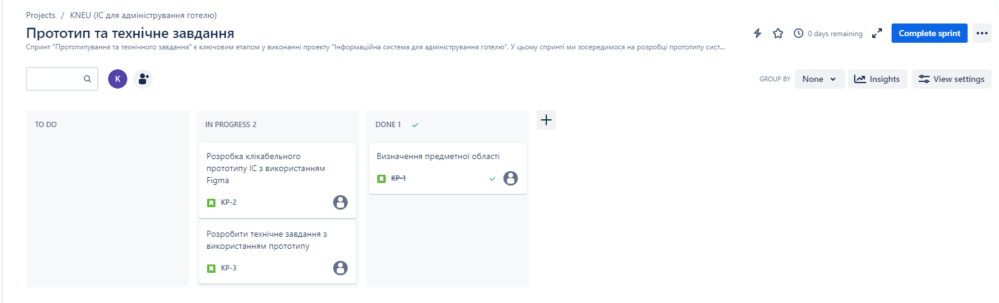 Projects / KNEU (ІС для адміністрування готелю)
Прототип та технічне завдання
0 days remaining
Complete sprint
Спринт "Прототипування та технічного завдання" є ключовим етапом у виконанні проекту "Інформаційна система для адміністрування готелю". У цьому спринті ми зосередимося на розробці прототипу сист...
K
GROUP BY
None
Insights
View settings
TO DO
IN PROGRESS 2
Розробка клікабельного
прототипу ІС з використанням
Figma
KP-2
Розробити технічне завдання з
використанням прототипу
KP-3
DONE 1
Визначення предметної області
KP-1